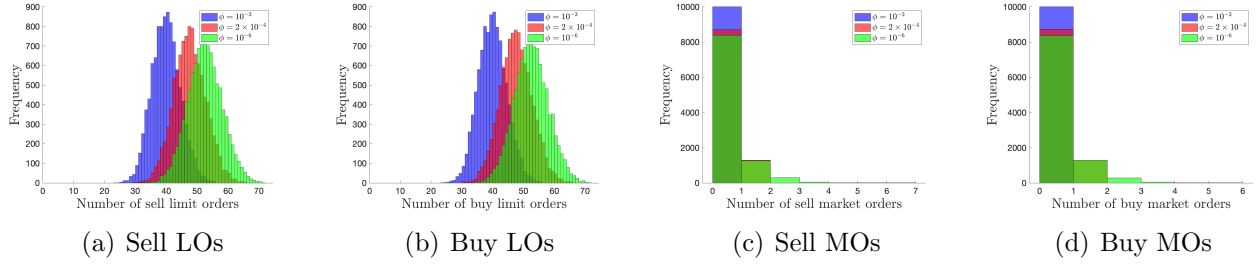 900
800
700
600
500
400
300
200
100
0
Frequency
0 10 20 30 40 50 60 70
Number of sell limit orders
ϕ = 10⁻³
ϕ = 2 × 10⁻⁴
ϕ = 10⁻⁶
(a) Sell LOs
900
800
700
600
500
400
300
200
100
0
Frequency
0 10 20 30 40 50 60 70
Number of buy limit orders
ϕ = 10⁻³
ϕ = 2 × 10⁻⁴
ϕ = 10⁻⁶
(b) Buy LOs
10000
8000
6000
4000
2000
0
Frequency
0 1 2 3 4 5 6 7
Number of sell market orders
ϕ = 10⁻³
ϕ = 2 × 10⁻⁴
ϕ = 10⁻⁶
(c) Sell MOs
10000
8000
6000
4000
2000
0
Frequency
0 1 2 3 4 5 6
Number of buy market orders
ϕ = 10⁻³
ϕ = 2 × 10⁻⁴
ϕ = 10⁻⁶
(d) Buy MOs